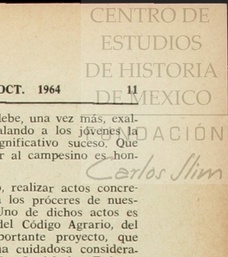 CENTRO DE
ESTUDIOS
DE HISTORIA
OCT. 1964 11
DE MEXICO
debe, una vez más, exal-
alando a los jóvenes la
gnificativo suceso. Que
FUNDACIÓN
r al campesino es hon-
Carlos Slim
, realizar actos concre-
a los próceres de nues-
Uno de dichos actos es
del Código Agrario, del
portante proyecto, que
na cuidadosa considera-